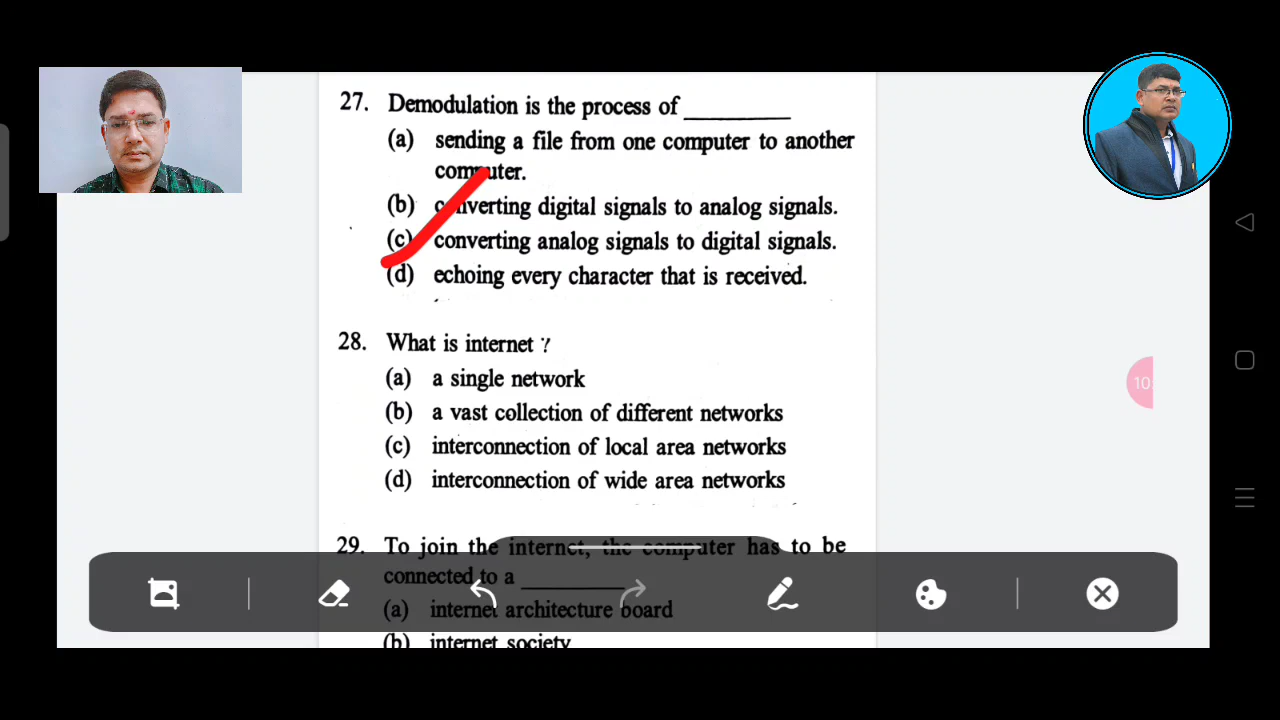 27. Demodulation is the process of __________
(a) sending a file from one computer to another
computer.
(b) converting digital signals to analog signals.
(c) converting analog signals to digital signals.
(d) echoing every character that is received.
28. What is internet ?
(a) a single network
(b) a vast collection of different networks
(c) interconnection of local area networks
(d) interconnection of wide area networks
10
29. To join the internet, the computer has to be
connected to a __________
(a) internet architecture board
(b) internet society